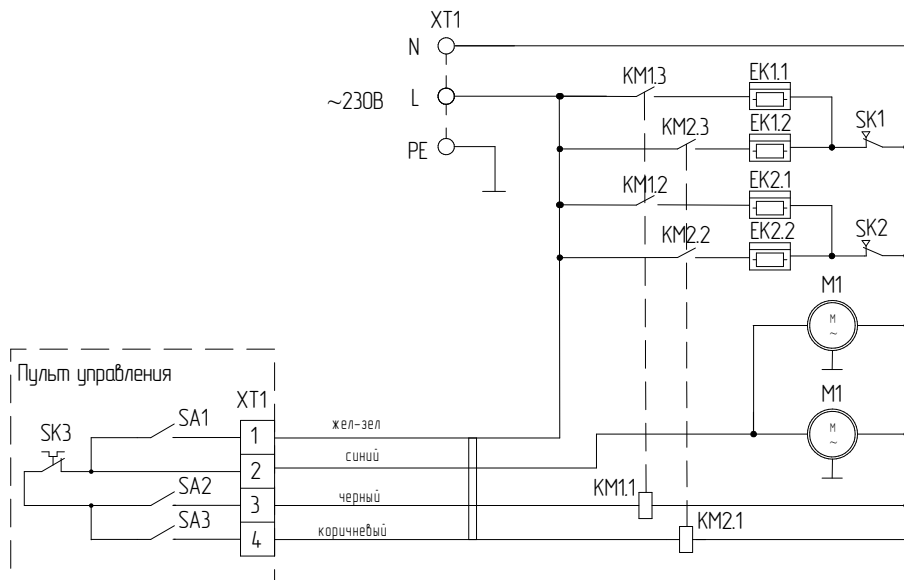 XT1
N
KM1.3
EK1.1
~230В
L
KM2.3
EK1.2
SK1
PE
KM1.2
EK2.1
KM2.2
EK2.2
SK2
M1
M
~
Пульт управления
XT1
M1
SA1
1
жел-зел
M
~
SK3
2
синий
SA2
3
черный
KM1.1
SA3
4
коричневый
KM2.1